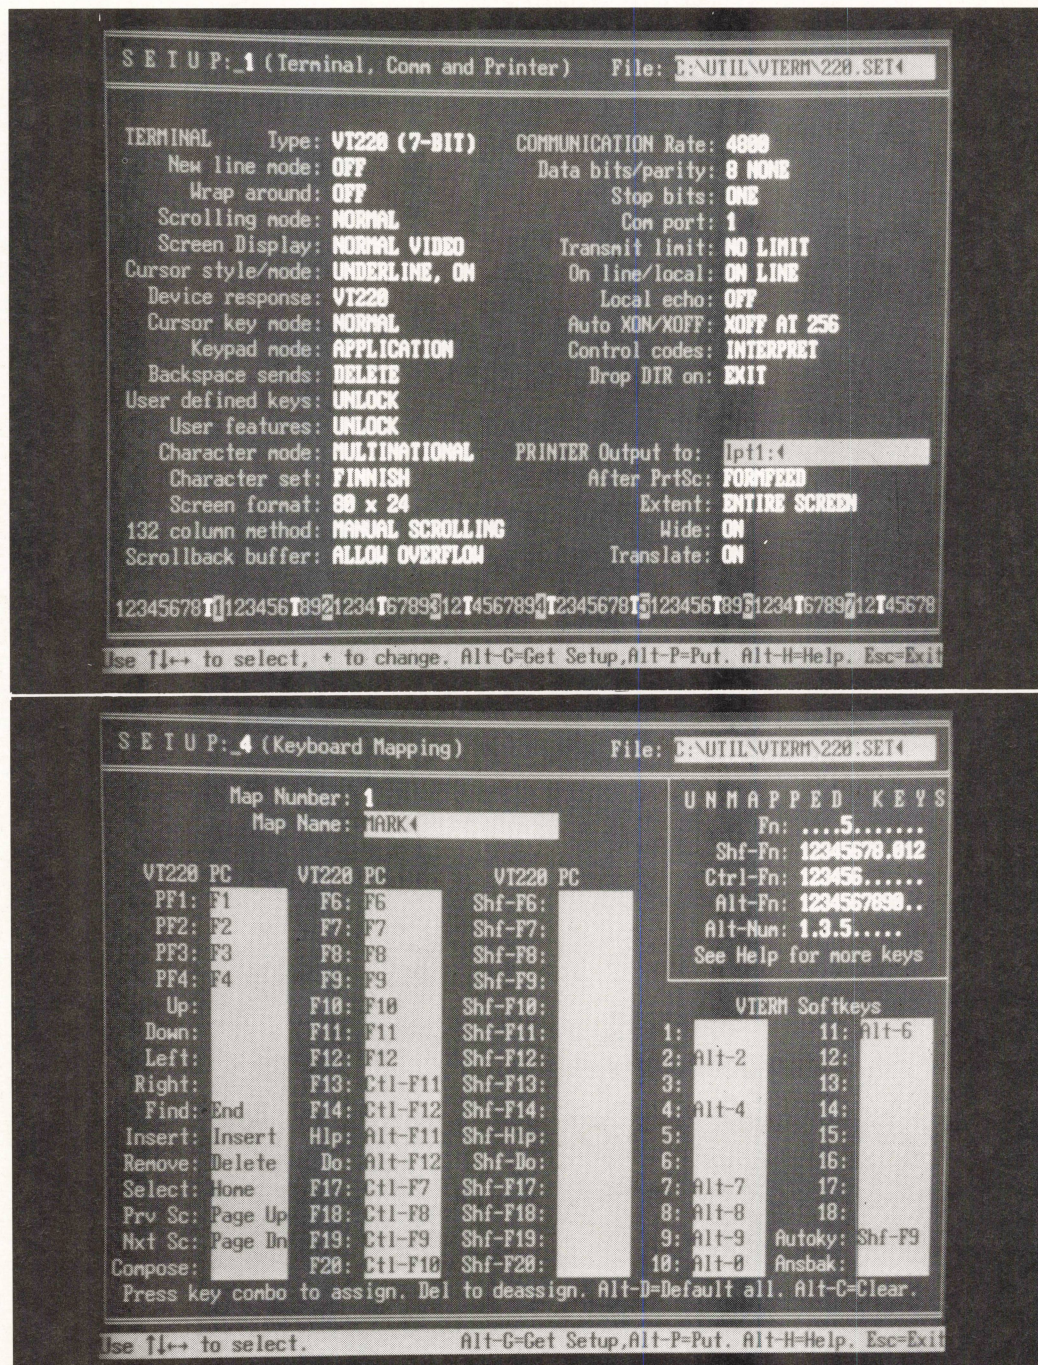 S E T U P:_1 (Terminal, Comm and Printer) File: C:\UTIL\VTERM\220.SET
TERMINAL Type: VT220 (7-BIT) COMMUNICATION Rate: 4800
New line mode: OFF Data bits/parity: 8 NONE
Wrap around: OFF Stop bits: ONE
Scrolling mode: NORMAL Com port: 1
Screen Display: NORMAL VIDEO Transmit limit: NO LIMIT
Cursor style/mode: UNDERLINE, ON On line/local: ON LINE
Device response: VT220 Local echo: OFF
Cursor key mode: NORMAL Auto XON/XOFF: XOFF AT 256
Keypad mode: APPLICATION Control codes: INTERPRET
Backspace sends: DELETE Drop DTR on: EXIT
User defined keys: UNLOCK
User features: UNLOCK
Character mode: MULTINATIONAL PRINTER Output to: lpt1:
Character set: FINNISH After PrtSc: FORMFEED
Screen format: 80 x 24 Extent: ENTIRE SCREEN
132 column method: MANUAL SCROLLING Wide: ON
Scrollback buffer: ALLOW OVERFLOW Translate: ON
12345678T1123456T8921234T6789312T4567894T2345678T5123456T8961234T6789712T45678
Use ↑↓←→ to select, + to change. Alt-G=Get Setup,Alt-P=Put. Alt-H=Help. Esc=Exit
S E T U P:_4 (Keyboard Mapping) File: C:\UTIL\VTERM\220.SET
Map Number: 1 U N M A P P E D K E Y S
Map Name: MARK Fn: ....5.......
Shf-Fn: 12345678.012
VT220 PC VT220 PC VT220 PC Ctrl-Fn: 123456......
PF1: F1 F6: F6 Shf-F6: Alt-Fn: 1234567890..
PF2: F2 F7: F7 Shf-F7: Alt-Num: 1.3.5.....
PF3: F3 F8: F8 Shf-F8: See Help for more keys
PF4: F4 F9: F9 Shf-F9:
Up: F10: F10 Shf-F10: VTERM Softkeys
Down: F11: F11 Shf-F11: 1: 11: Alt-6
Left: F12: F12 Shf-F12: 2: Alt-2 12:
Right: F13: Ctl-F11 Shf-F13: 3: 13:
Find: End F14: Ctl-F12 Shf-F14: 4: Alt-4 14:
Insert: Insert Hlp: Alt-F11 Shf-Hlp: 5: 15:
Remove: Delete Do: Alt-F12 Shf-Do: 6: 16:
Select: Home F17: Ctl-F7 Shf-F17: 7: Alt-7 17:
Prv Sc: Page Up F18: Ctl-F8 Shf-F18: 8: Alt-8 18:
Nxt Sc: Page Dn F19: Ctl-F9 Shf-F19: 9: Alt-9 Autoky: Shf-F9
Compose: F20: Ctl-F10 Shf-F20: 10: Alt-0 Ansbak:
Press key combo to assign. Del to deassign. Alt-D=Default all. Alt-C=Clear.
Use ↑↓←→ to select. Alt-G=Get Setup,Alt-P=Put. Alt-H=Help. Esc=Exit